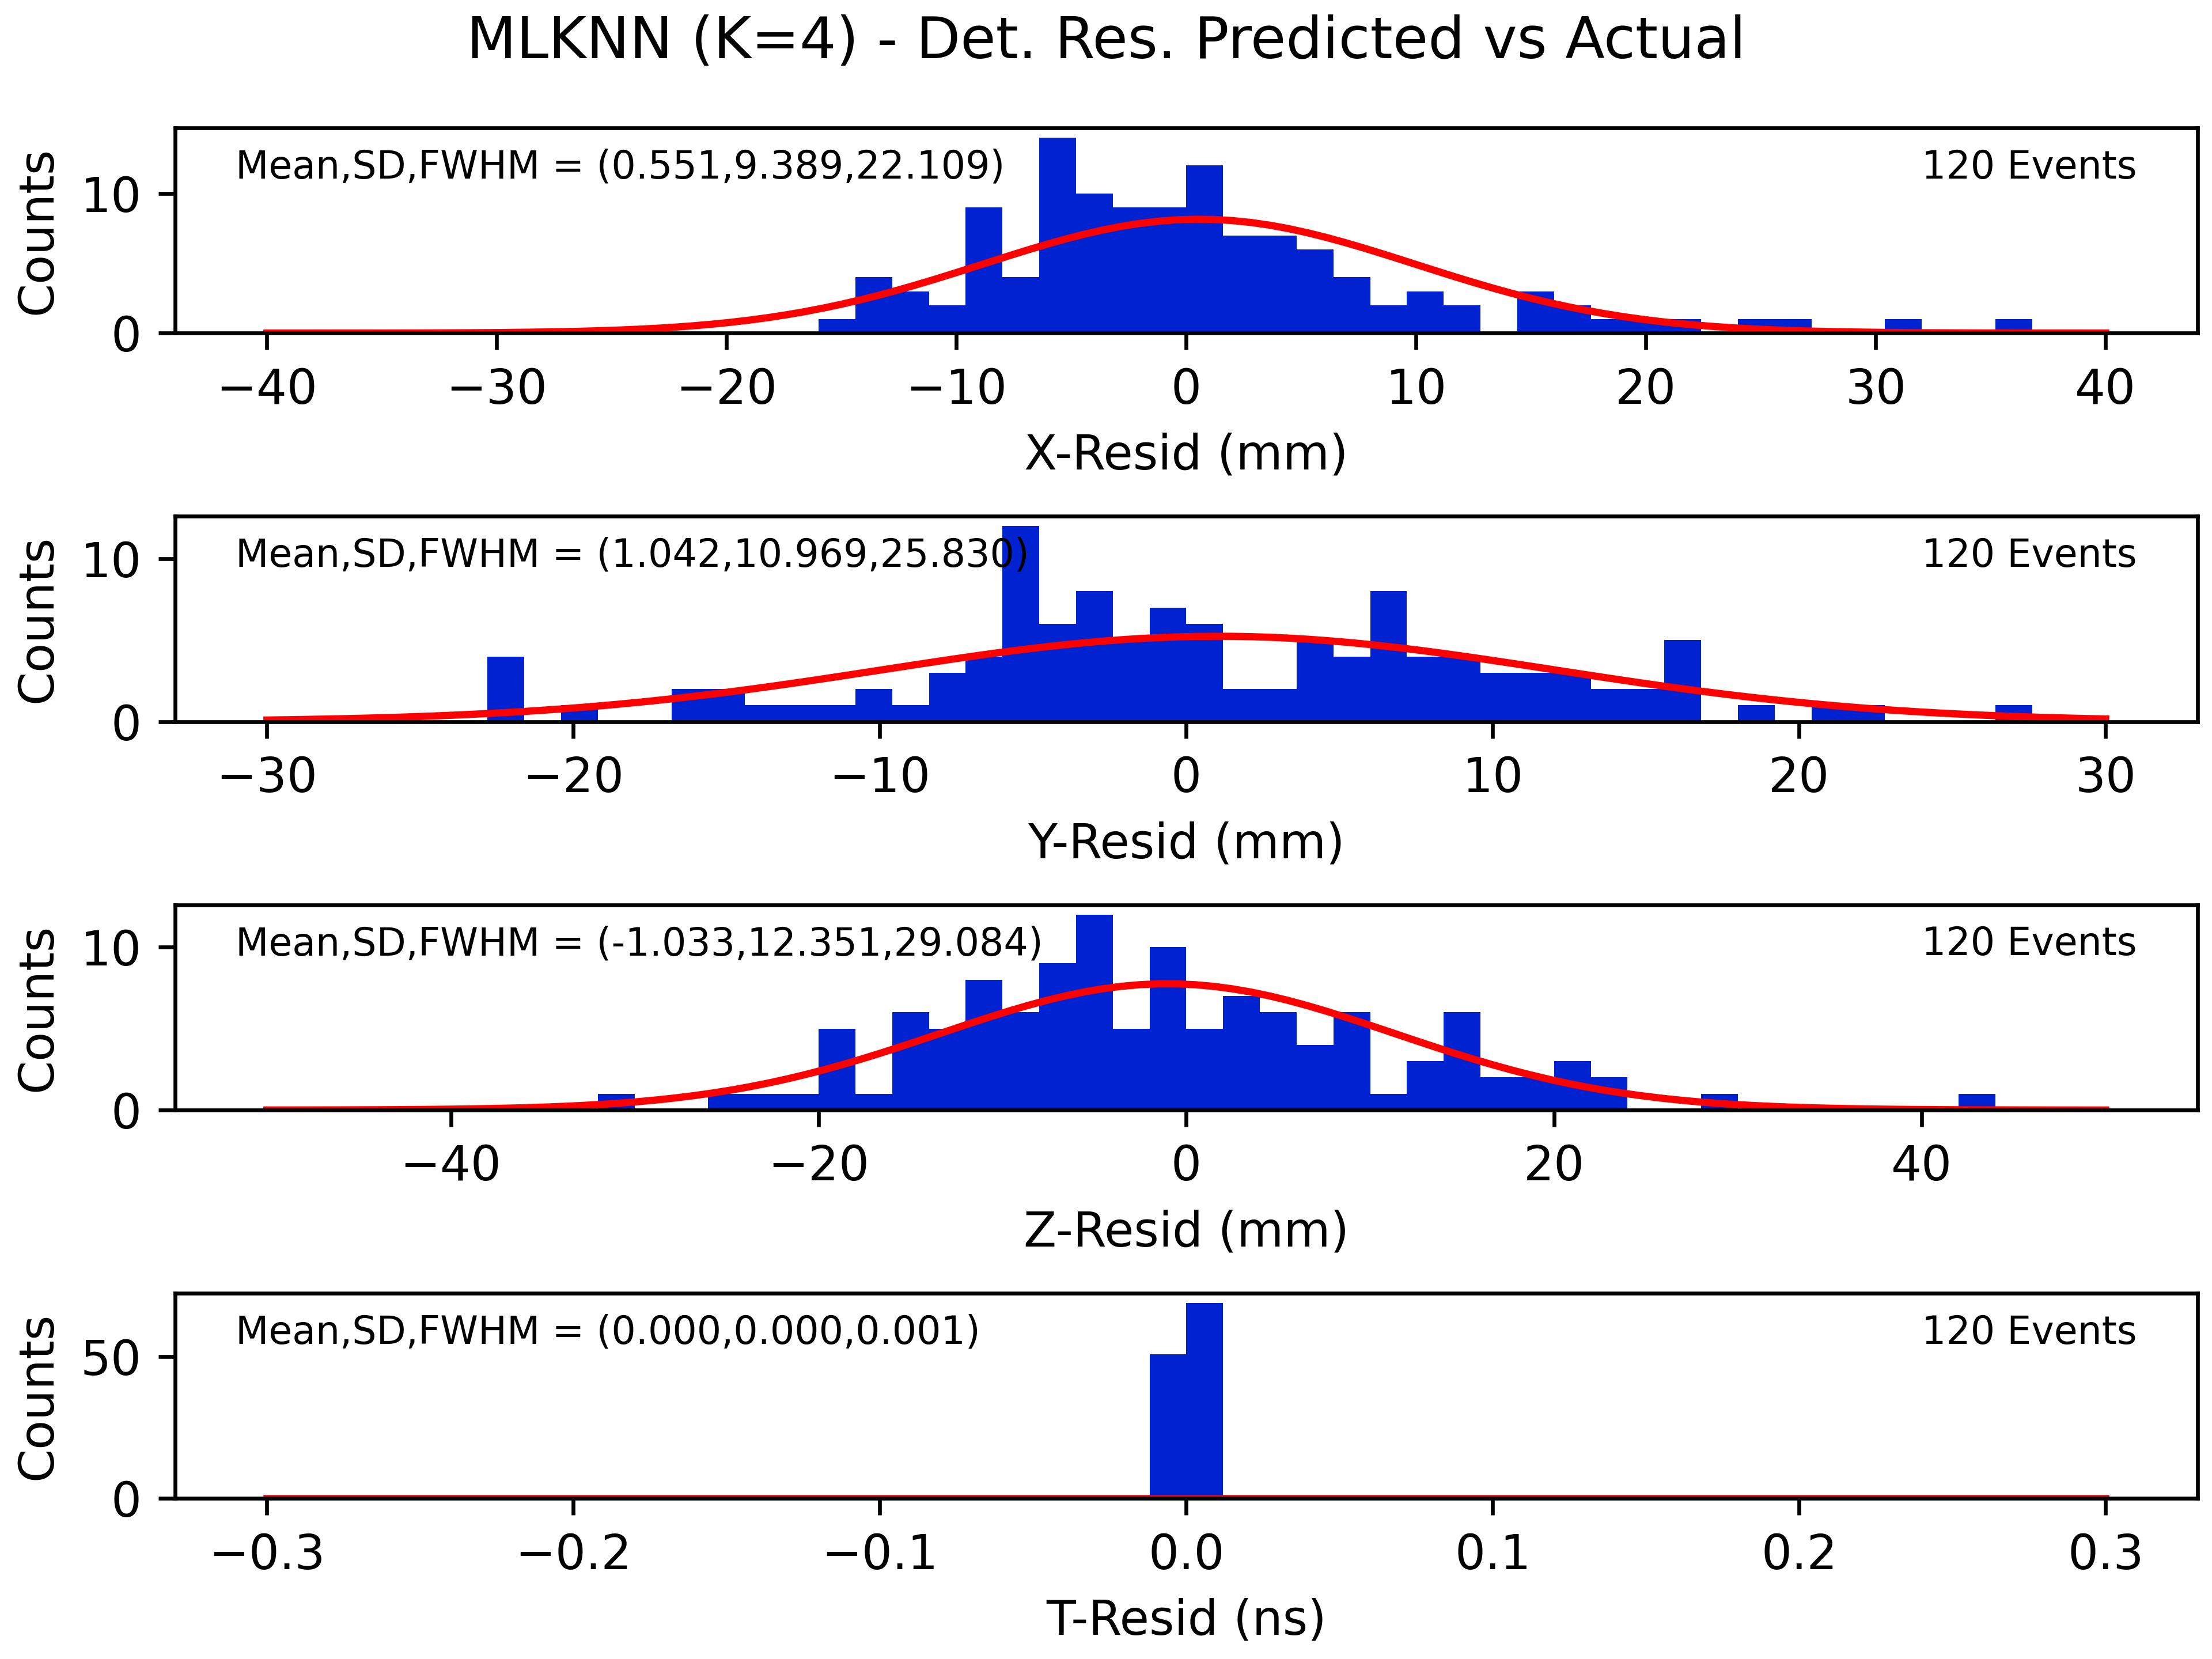 MLKNN (K=4) - Det. Res. Predicted vs Actual
Mean,SD,FWHM = (0.551,9.389,22.109)
120 Events
Counts
10
0
−40 −30 −20 −10 0 10 20 30 40
X-Resid (mm)
Mean,SD,FWHM = (1.042,10.969,25.830)
120 Events
Counts
10
0
−30 −20 −10 0 10 20 30
Y-Resid (mm)
Mean,SD,FWHM = (-1.033,12.351,29.084)
120 Events
Counts
10
0
−40 −20 0 20 40
Z-Resid (mm)
Mean,SD,FWHM = (0.000,0.000,0.001)
120 Events
Counts
50
0
−0.3 −0.2 −0.1 0.0 0.1 0.2 0.3
T-Resid (ns)